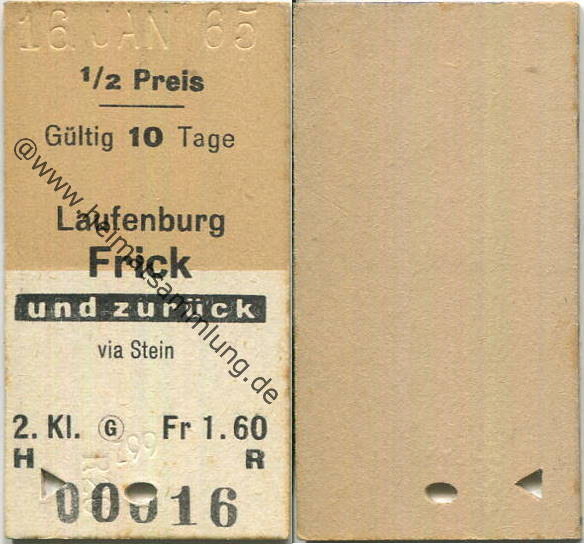 16 JAN 65
1/2 Preis
Gültig 10 Tage
Laufenburg
Frick
und zurück
via Stein
2. Kl. G Fr 1.60
H R
00016
@www.heimatsammlung.de